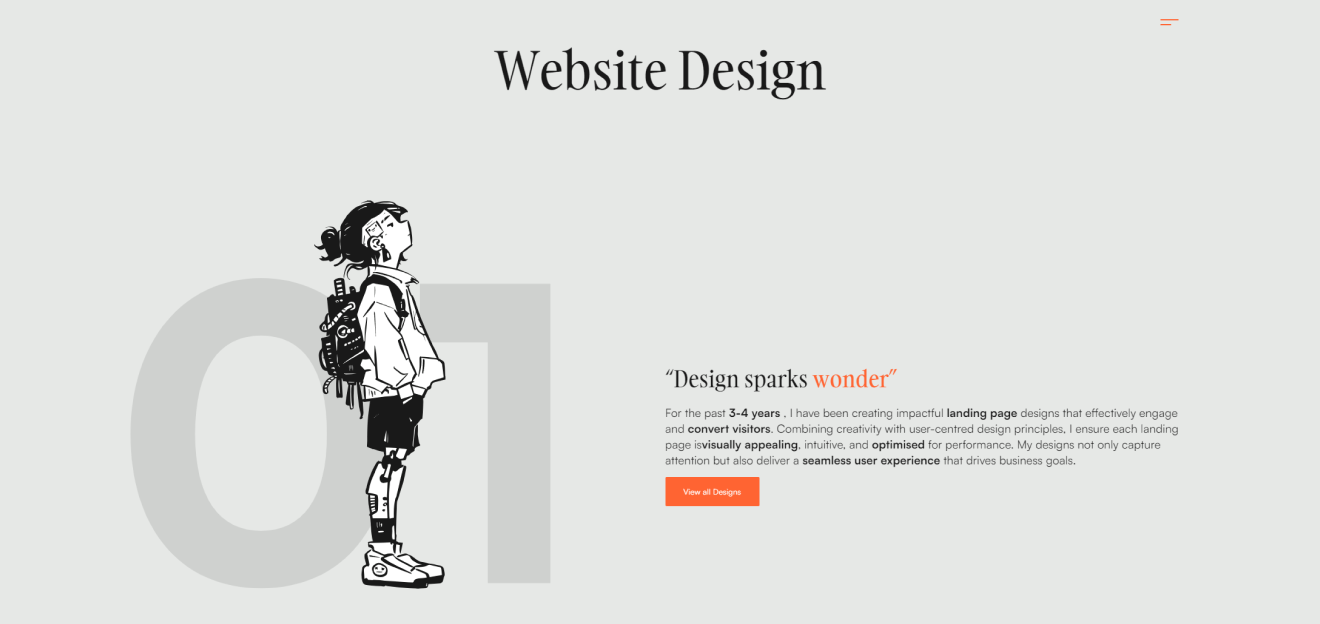 Website Design
01
“Design sparks wonder”
For the past 3-4 years , I have been creating impactful landing page designs that effectively engage
and convert visitors. Combining creativity with user-centred design principles, I ensure each landing
page isvisually appealing, intuitive, and optimised for performance. My designs not only capture
attention but also deliver a seamless user experience that drives business goals.
View all Designs